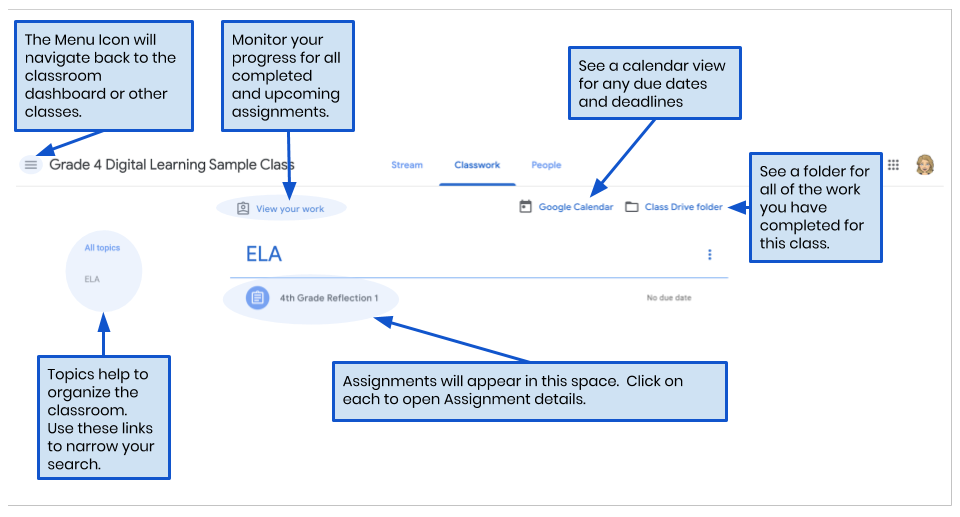 The Menu Icon will
navigate back to the
classroom
dashboard or other
classes.
Monitor your
progress for all
completed
and upcoming
assignments.
See a calendar view
for any due dates
and deadlines
Grade 4 Digital Learning Sample Class
Stream
Classwork
People
See a folder for
all of the work
you have
completed for
this class.
View your work
Google Calendar
Class Drive folder
All topics
ELA
ELA
4th Grade Reflection 1
No due date
Topics help to
organize the
classroom.
Use these links
to narrow your
search.
Assignments will appear in this space.  Click on
each to open Assignment details.